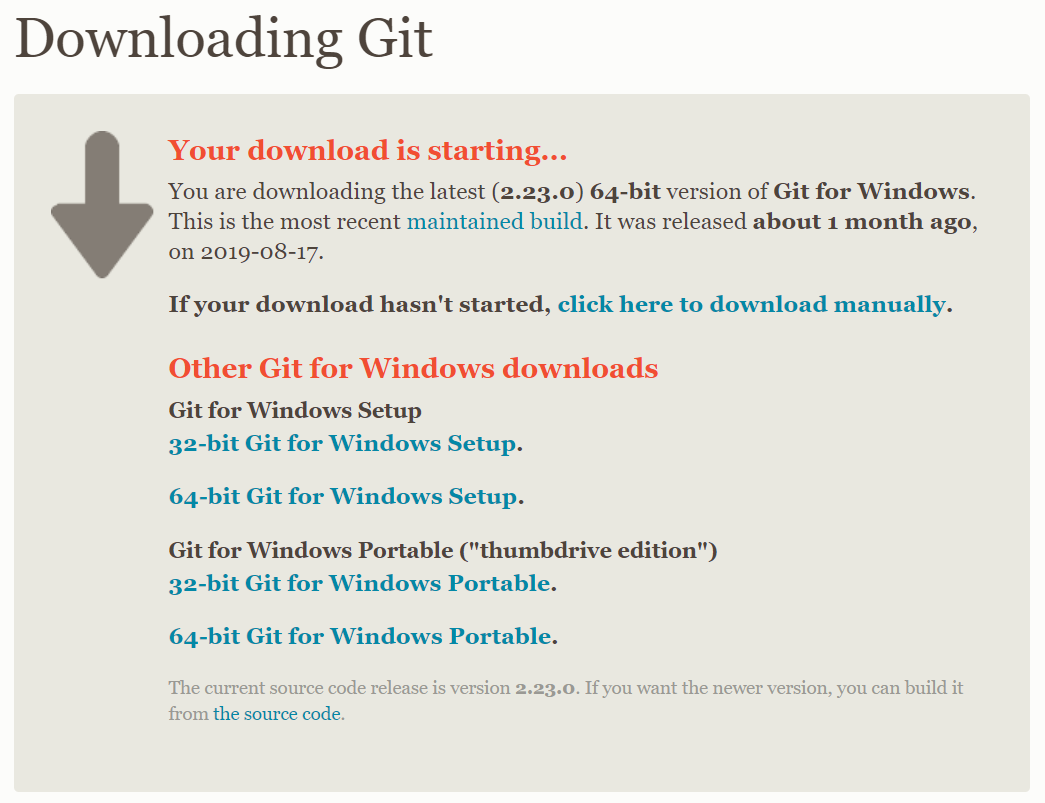 Downloading Git
Your download is starting...
You are downloading the latest (2.23.0) 64-bit version of Git for Windows.
This is the most recent maintained build. It was released about 1 month ago,
on 2019-08-17.
If your download hasn't started, click here to download manually.
Other Git for Windows downloads
Git for Windows Setup
32-bit Git for Windows Setup.
64-bit Git for Windows Setup.
Git for Windows Portable ("thumbdrive edition")
32-bit Git for Windows Portable.
64-bit Git for Windows Portable.
The current source code release is version 2.23.0. If you want the newer version, you can build it
from the source code.